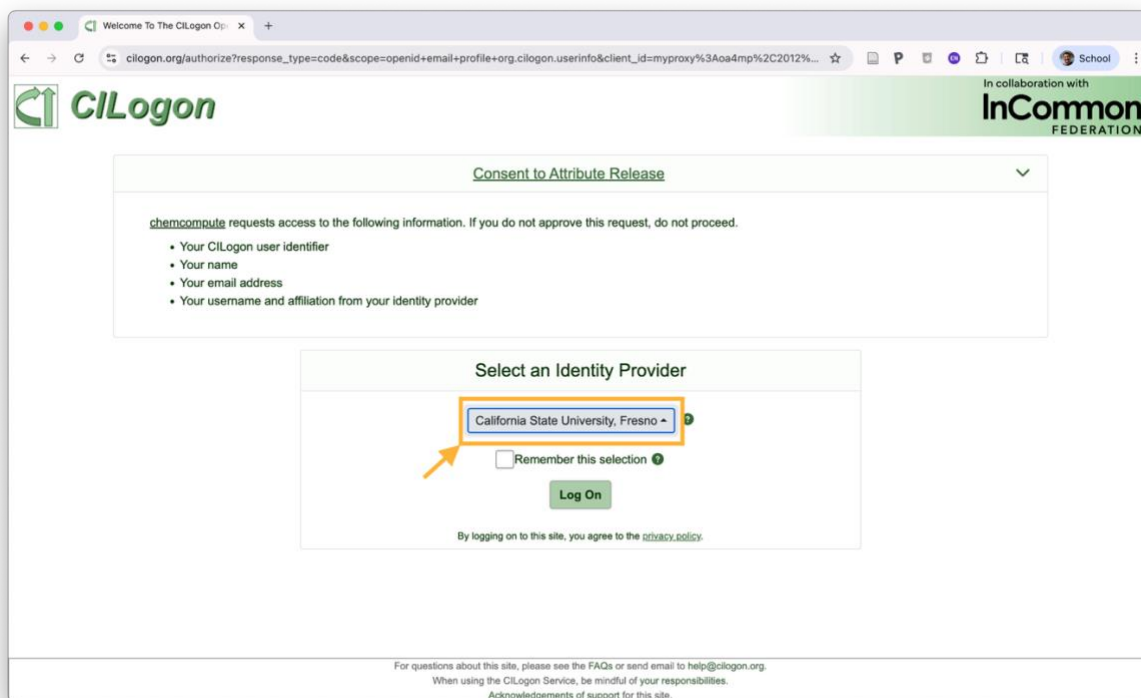 Welcome To The CILogon Op
cilogon.org/authorize?response_type=code&scope=openid+email+profile+org.cilogon.userinfo&client_id=myproxy%3Aoa4mp%2C2012%...
School
CILogon
In collaboration with
InCommon
FEDERATION
Consent to Attribute Release
chemcompute requests access to the following information. If you do not approve this request, do not proceed.
• Your CILogon user identifier
• Your name
• Your email address
• Your username and affiliation from your identity provider
Select an Identity Provider
California State University, Fresno
Remember this selection
Log On
By logging on to this site, you agree to the privacy policy.
For questions about this site, please see the FAQs or send email to help@cilogon.org.
When using the CILogon Service, be mindful of your responsibilities.
Acknowledgements of support for this site.